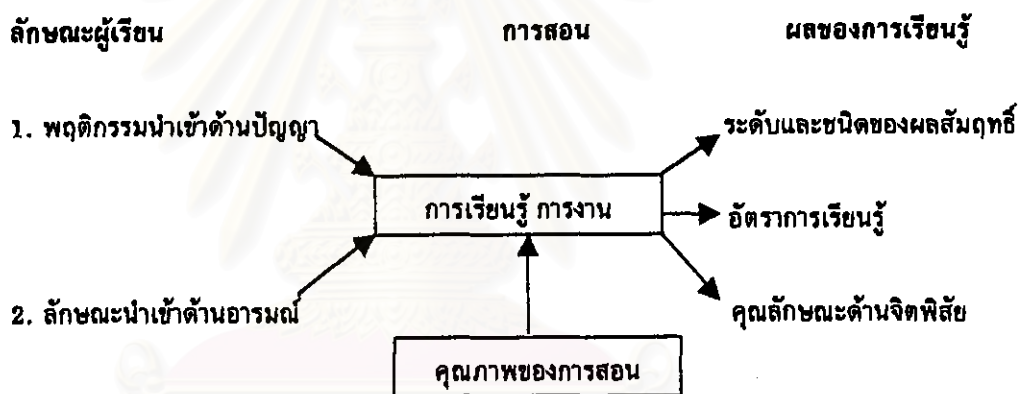 ลักษณะผู้เรียน การสอน ผลของการเรียนรู้
1. พฤติกรรมนำเข้าด้านปัญญา ระดับและชนิดของผลสัมฤทธิ์
การเรียนรู้ การงาน อัตราการเรียนรู้
2. ลักษณะนำเข้าด้านอารมณ์ คุณลักษณะด้านจิตพิสัย
คุณภาพของการสอน